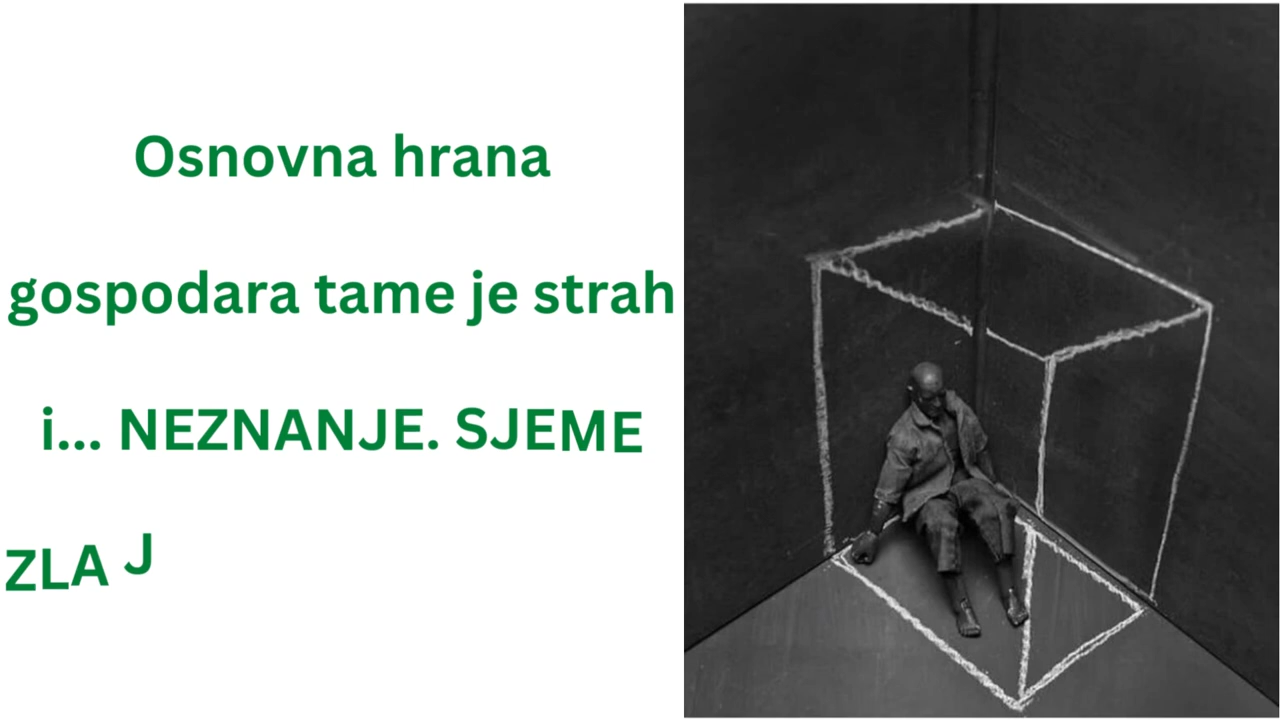 Osnovna hrana
gospodara tame je strah
i... NEZNANJE. SJEME
ZLA J